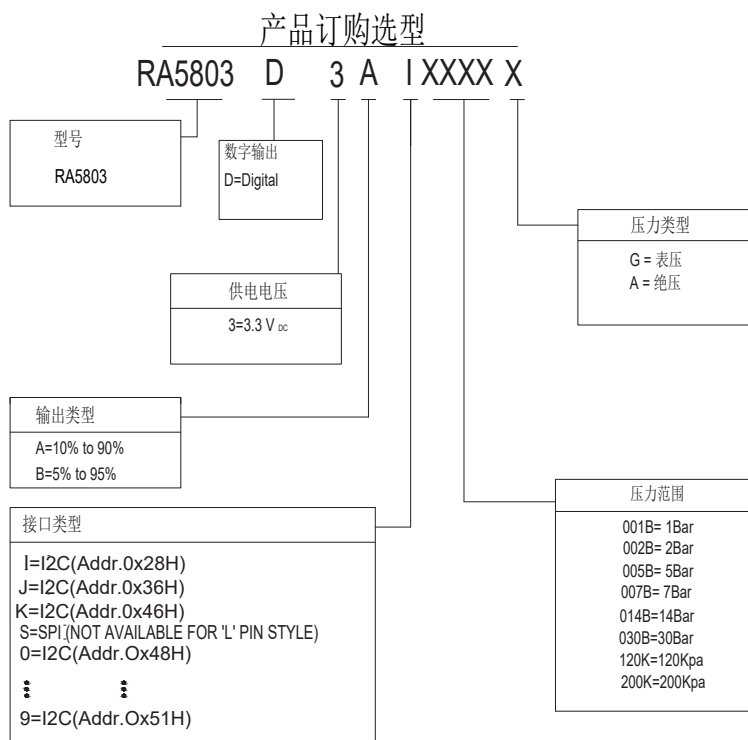 产品订购选型
RA5803 D 3 A I XXXX X
型号
RA5803
数字输出
D=Digital
压力类型
G = 表压
A = 绝压
供电电压
3=3.3 V DC
输出类型
A=10% to 90%
B=5% to 95%
接口类型
I=I2C(Addr.0x28H)
J=I2C(Addr.0x36H)
K=I2C(Addr.0x46H)
S=SPI (NOT AVAILABLE FOR 'L' PIN STYLE)
0=I2C(Addr.Ox48H)
9=I2C(Addr.Ox51H)
压力范围
001B= 1Bar
002B= 2Bar
005B= 5Bar
007B= 7Bar
014B=14Bar
030B=30Bar
120K=120Kpa
200K=200Kpa